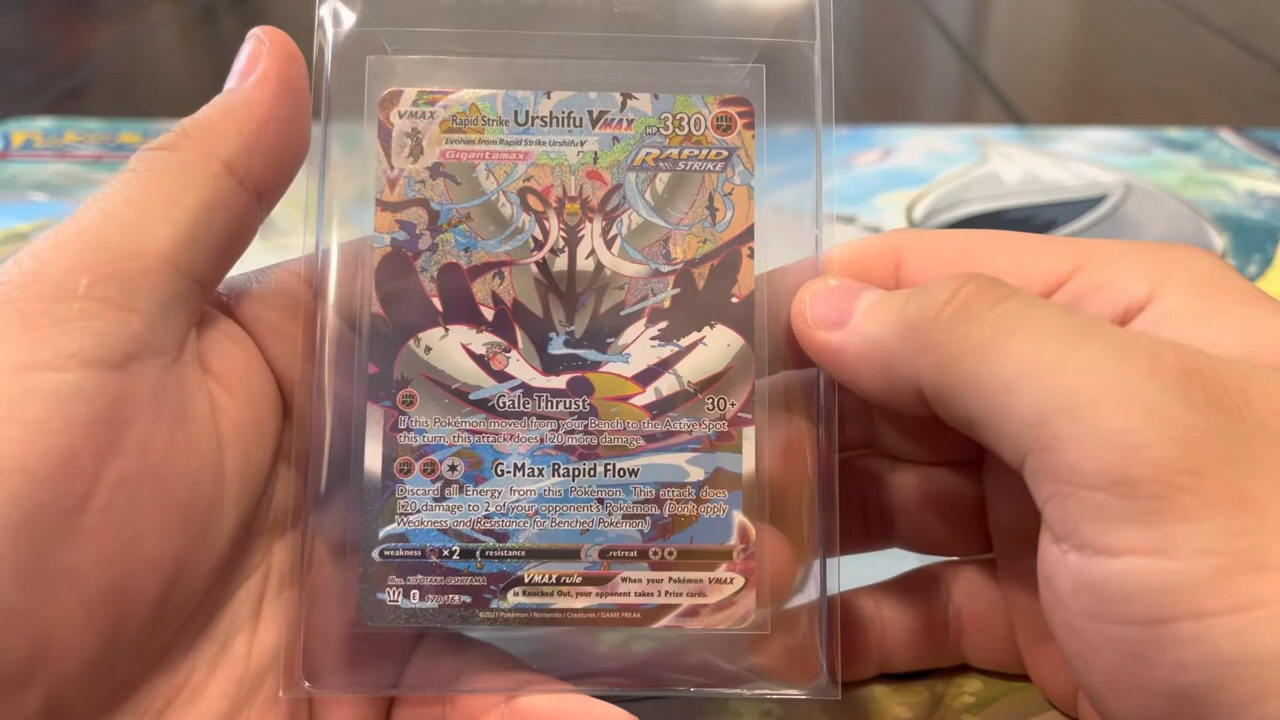 Pokémon
VMAX
Rapid Strike Urshifu VMAX HP 330
Evolves from Rapid Strike Urshifu V
Gigantamax
RAPID
STRIKE
Gale Thrust 30+
If this Pokémon moved from your Bench to the Active Spot
this turn, this attack does 120 more damage.
G-Max Rapid Flow
Discard all Energy from this Pokémon. This attack does
120 damage to 2 of your opponent's Pokémon. (Don't apply
Weakness and Resistance for Benched Pokémon.)
weakness ×2 resistance retreat
Illus. KIYOTAKA OSHIYAMA
E 170/163
VMAX rule When your Pokémon VMAX
is Knocked Out, your opponent takes 3 Prize cards.
©2021 Pokémon / Nintendo / Creatures / GAME FREAK